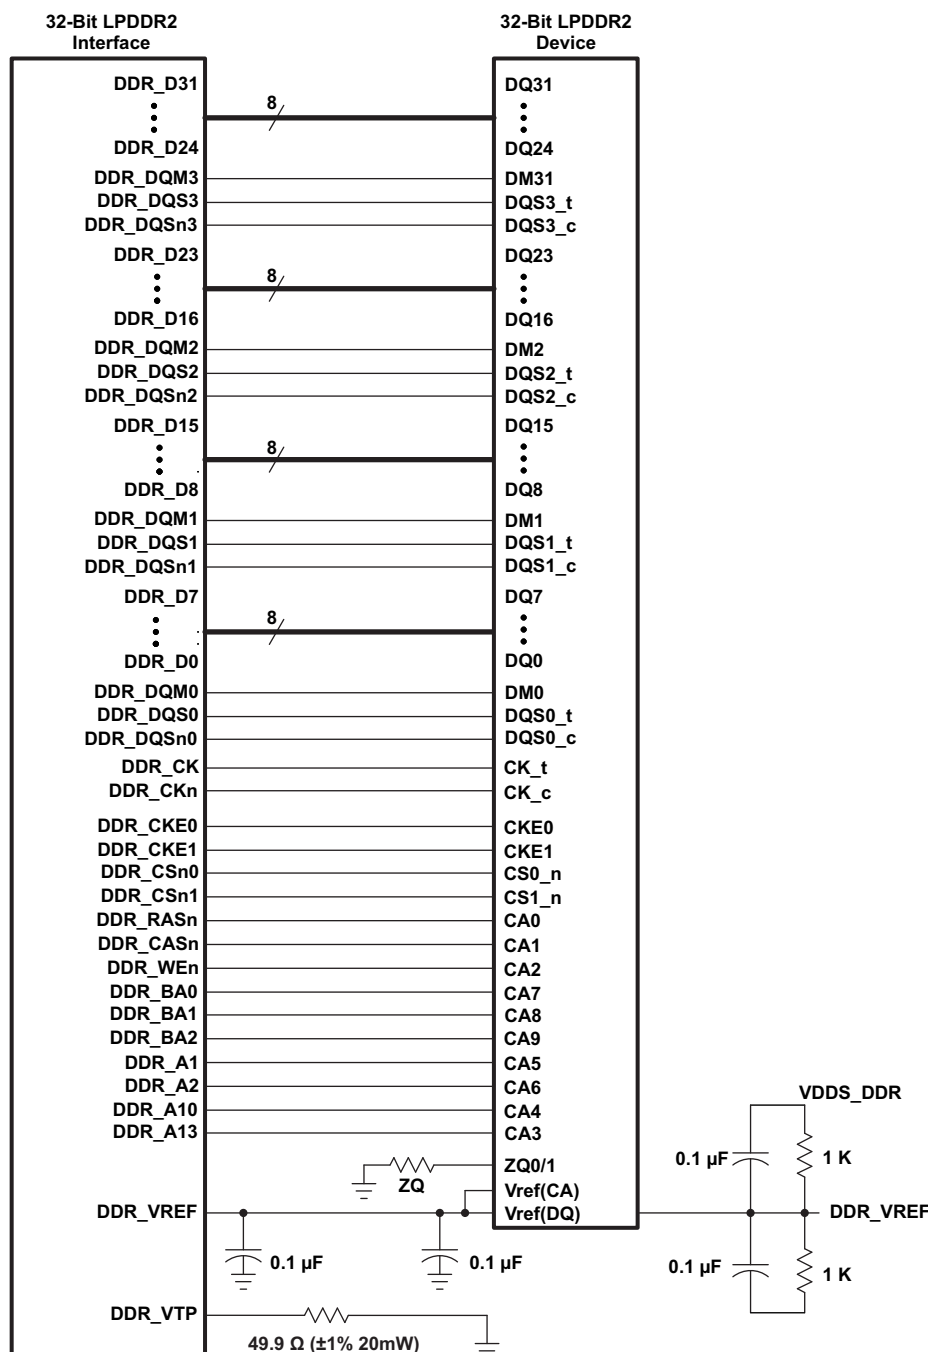 32-Bit LPDDR2
Interface
32-Bit LPDDR2
Device
DDR_D31
8
DQ31
DDR_D24
DQ24
DDR_DQM3
DM31
DDR_DQS3
DQS3_t
DDR_DQSn3
DQS3_c
DDR_D23
8
DQ23
DDR_D16
DQ16
DDR_DQM2
DM2
DDR_DQS2
DQS2_t
DDR_DQSn2
DQS2_c
DDR_D15
8
DQ15
DDR_D8
DQ8
DDR_DQM1
DM1
DDR_DQS1
DQS1_t
DDR_DQSn1
DQS1_c
DDR_D7
8
DQ7
DDR_D0
DQ0
DDR_DQM0
DM0
DDR_DQS0
DQS0_t
DDR_DQSn0
DQS0_c
DDR_CK
CK_t
DDR_CKn
CK_c
DDR_CKE0
CKE0
DDR_CKE1
CKE1
DDR_CSn0
CS0_n
DDR_CSn1
CS1_n
DDR_RASn
CA0
DDR_CASn
CA1
DDR_WEn
CA2
DDR_BA0
CA7
DDR_BA1
CA8
DDR_BA2
CA9
DDR_A1
CA5
DDR_A2
CA6
DDR_A10
CA4
DDR_A13
CA3
VDDS_DDR
0.1 µF
1 K
ZQ
ZQ0/1
Vref(CA)
DDR_VREF
Vref(DQ)
DDR_VREF
0.1 µF
0.1 µF
0.1 µF
1 K
DDR_VTP
49.9 Ω (±1% 20mW)